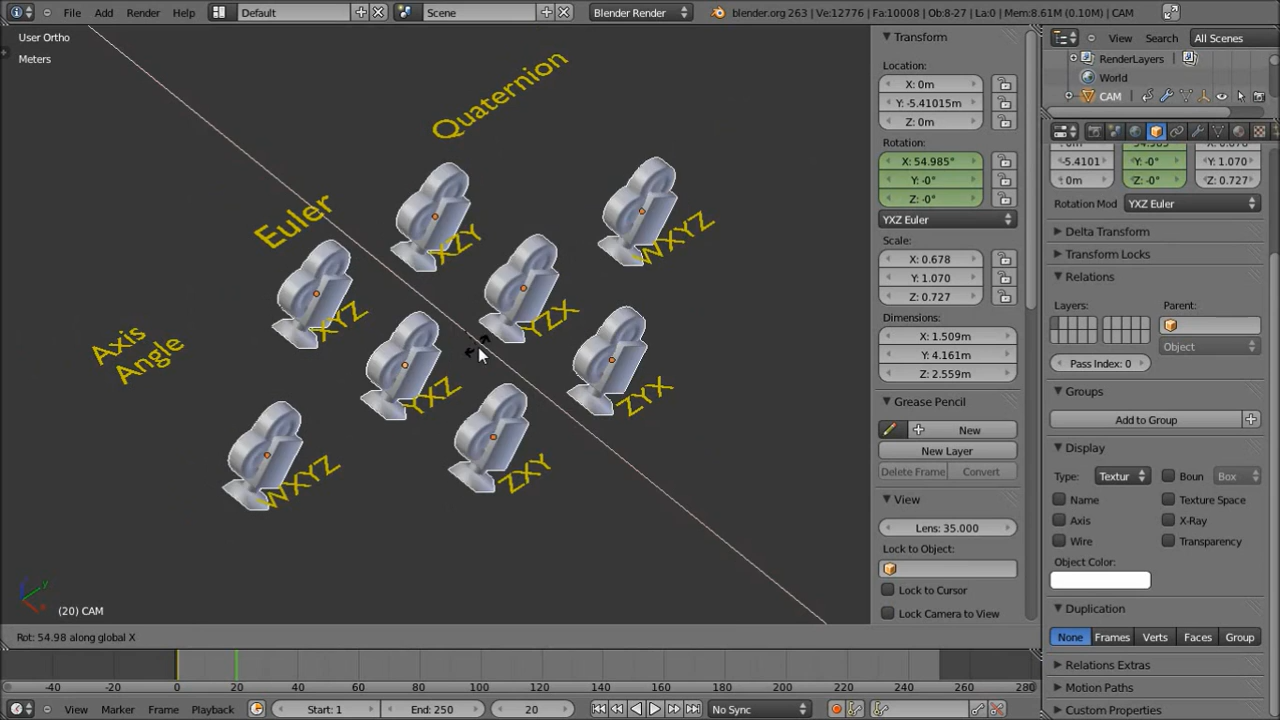 File Add Render Help Default Scene Blender Render blender.org 263 | Ve:12776 | Fa:10008 | Ob:8-27 | La:0 | Mem:8.61M (0.10M) | CAM
User Ortho
Meters
Quaternion
Euler
Axis
Angle
XZY
WXYZ
XYZ
YZX
YXZ
ZYX
WXYZ
ZXY
(20) CAM
Rot: 54.98 along global X
Transform
Location:
X: 0m
Y: -5.41015m
Z: 0m
Rotation:
X: 54.985°
Y: -0°
Z: -0°
YXZ Euler
Scale:
X: 0.678
Y: 1.070
Z: 0.727
Dimensions:
X: 1.509m
Y: 4.161m
Z: 2.559m
Grease Pencil
New
New Layer
Delete Frame Convert
View
Lens: 35.000
Lock to Object:
Lock to Cursor
Lock Camera to View
View Search All Scenes
RenderLayers
World
CAM
-5.4101 Y: -0° Y: 1.070
0m Z: -0° Z: 0.727
Rotation Mod YXZ Euler
Delta Transform
Transform Locks
Relations
Layers: Parent:
Object
Pass Index: 0
Groups
Add to Group
Display
Type: Textur Boun Box
Name Texture Space
Axis X-Ray
Wire Transparency
Object Color:
Duplication
None Frames Verts Faces Group
Relations Extras
Motion Paths
Custom Properties
-40 -20 0 20 40 60 80 100 120 140 160 180 200 220 240 260 280
View Marker Frame Playback Start: 1 End: 250 20 No Sync